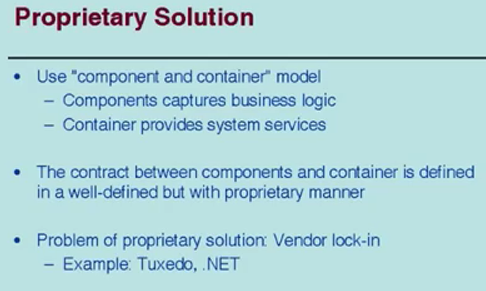 Proprietary Solution
• Use "component and container" model
– Components captures business logic
– Container provides system services
• The contract between components and container is defined
in a well-defined but with proprietary manner
• Problem of proprietary solution: Vendor lock-in
– Example: Tuxedo, .NET